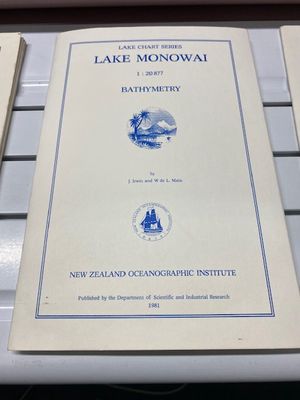 LAKE CHART SERIES
LAKE MONOWAI
1 : 20 877
BATHYMETRY
by
J. Irwin and W de L. Main
NEW ZEALAND OCEANOGRAPHIC INSTITUTE
Published by the Department of Scientific and Industrial Research
1981